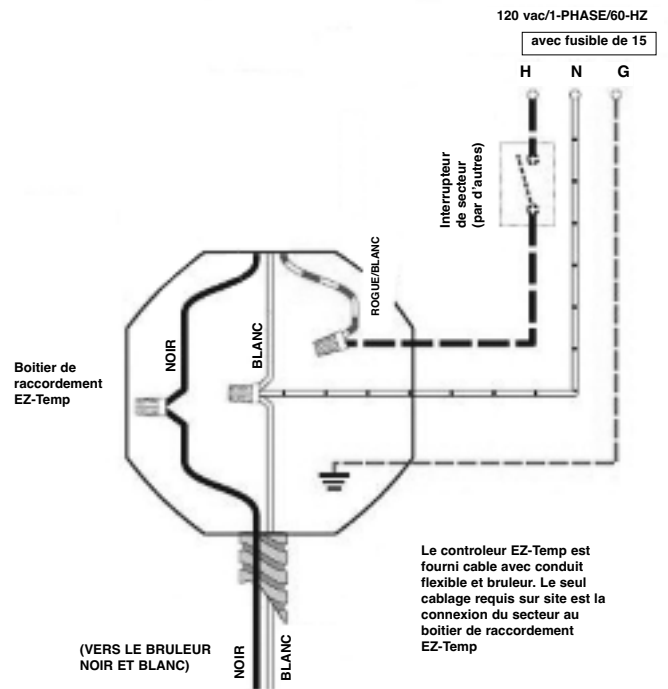 120 vac/1-PHASE/60-HZ
avec fusible de 15
H N G
Interrupteur
de secteur
(par d'autres)
ROGUE/BLANC
NOIR
BLANC
Boitier de
raccordement
EZ-Temp
Le controleur EZ-Temp est
fourni cable avec conduit
flexible et bruleur. Le seul
cablage requis sur site est la
connexion du secteur au
boitier de raccordement
EZ-Temp
(VERS LE BRULEUR
NOIR ET BLANC)
NOIR
BLANC